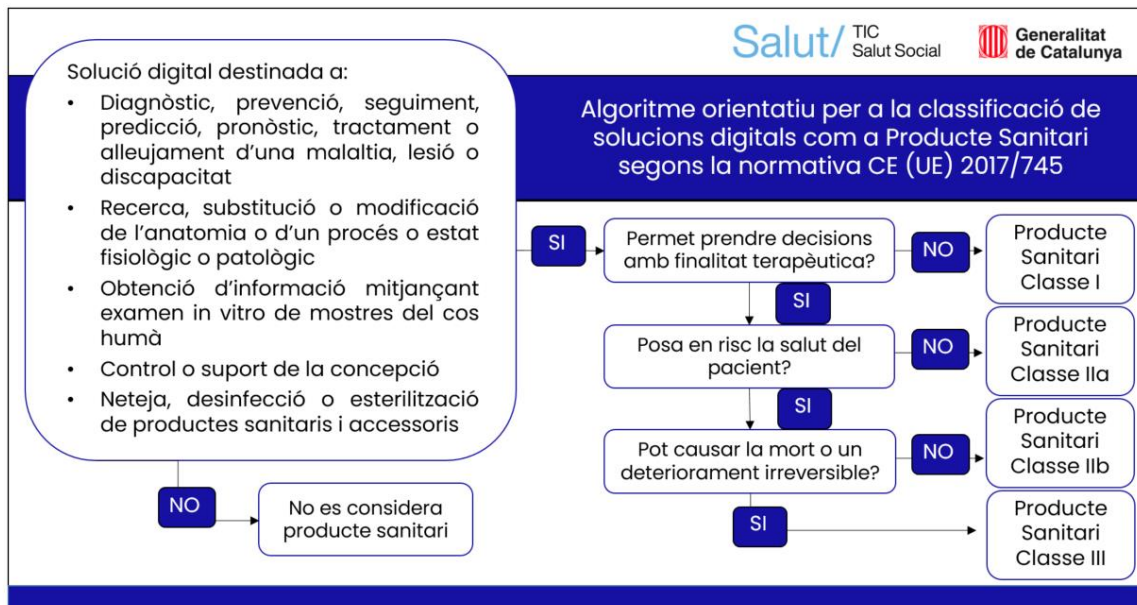 Salut/ TIC
Salut Social
Generalitat
de Catalunya
Algoritme orientatiu per a la classificació de
solucions digitals com a Producte Sanitari
segons la normativa CE (UE) 2017/745
Solució digital destinada a:
• Diagnòstic, prevenció, seguiment,
predicció, pronòstic, tractament o
alleujament d'una malaltia, lesió o
discapacitat
• Recerca, substitució o modificació
de l'anatomia o d'un procés o estat
fisiològic o patològic
• Obtenció d'informació mitjançant
examen in vitro de mostres del cos
humà
• Control o suport de la concepció
• Neteja, desinfecció o esterilització
de productes sanitaris i accessoris
NO
No es considera
producte sanitari
SI
Permet prendre decisions
amb finalitat terapèutica?
NO
Producte
Sanitari
Classe I
SI
Posa en risc la salut del
pacient?
NO
Producte
Sanitari
Classe IIa
SI
Pot causar la mort o un
deteriorament irreversible?
NO
Producte
Sanitari
Classe IIb
SI
Producte
Sanitari
Classe III